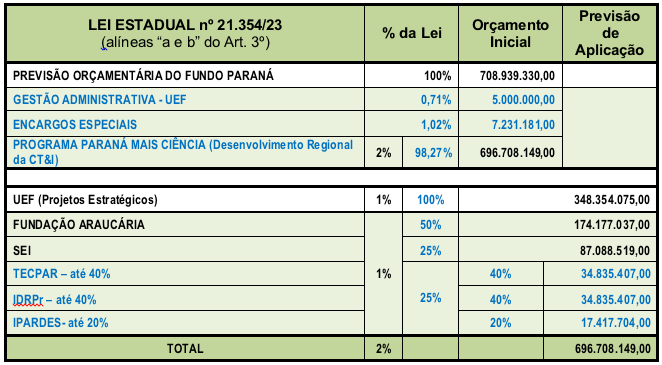 LEI ESTADUAL nº 21.354/23
(alíneas “a e b” do Art. 3º)
% da Lei
Orçamento
Inicial
Previsão
de
Aplicação
PREVISÃO ORÇAMENTÁRIA DO FUNDO PARANÁ 100% 708.939.330,00
GESTÃO ADMINISTRATIVA - UEF 0,71% 5.000.000,00
ENCARGOS ESPECIAIS 1,02% 7.231.181,00
PROGRAMA PARANÁ MAIS CIÊNCIA (Desenvolvimento Regional
da CT&I)
2% 98,27% 696.708.149,00
UEF (Projetos Estratégicos) 1% 100% 348.354.075,00
FUNDAÇÃO ARAUCÁRIA 50% 174.177.037,00
SEI 25% 87.088.519,00
1%
TECPAR – até 40% 40% 34.835.407,00
25%
IDRPr – até 40% 40% 34.835.407,00
IPARDES- até 20% 20% 17.417.704,00
TOTAL 2% 696.708.149,00